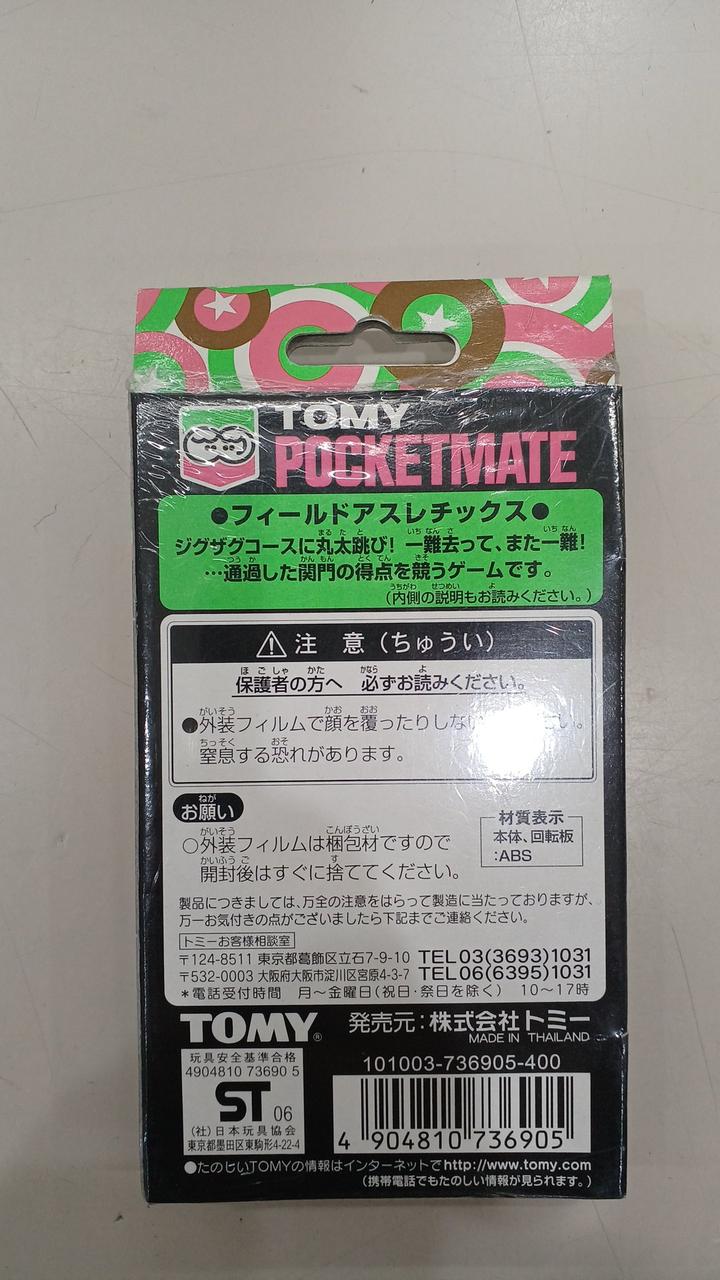 TOMY
POCKETMATE
●フィールドアスレチックス●
ジグザグコースに丸太跳び! 一難去って、また一難!
…通過した関門の得点を競うゲームです。
(内側の説明もお読みください。)
⚠注 意(ちゅうい)
保護者の方へ 必ずお読みください。
●外装フィルムで顔を覆ったりしな
窒息する恐れがあります。
お願い
○外装フィルムは梱包材ですので
開封後はすぐに捨ててください。
材質表示
本体、回転板
:ABS
製品につきましては、万全の注意をはらって製造に当たっておりますが、
万一お気付きの点がございましたら下記までご連絡ください。
トミーお客様相談室
〒124-8511 東京都葛飾区立石7-9-10 TEL03(3693)1031
〒532-0003 大阪府大阪市淀川区宮原4-3-7 TEL06(6395)1031
*電話受付時間 月〜金曜日(祝日・祭日を除く) 10〜17時
TOMY® 発売元:株式会社トミー
MADE IN THAILAND
玩具安全基準合格
4904810 73690 5
ST 06
(社)日本玩具協会
東京都墨田区東駒形4-22-4
101003-736905-400
4 904810 736905
●たのしいTOMYの情報はインターネットでhttp://www.tomy.com
(携帯電話でもたのしい情報が見られます。)